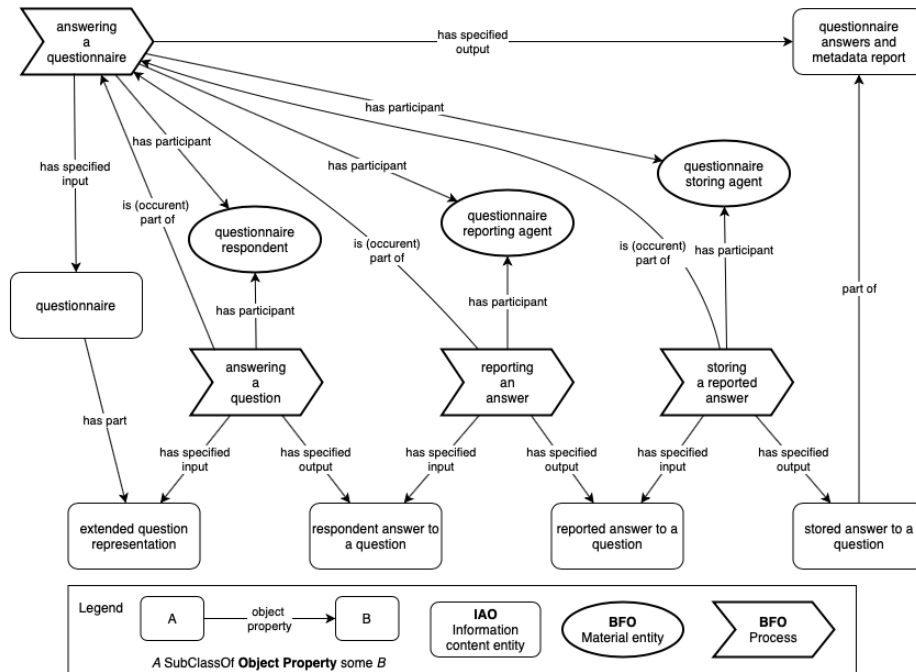 answering
a
questionnaire
has specified
output
questionnaire
answers and
metadata report
has participant
has participant
has specified
input
has participant
questionnaire
storing agent
is (occurent)
part of
questionnaire
respondent
questionnaire
reporting agent
is (occurent)
part of
is (occurent)
part of
has participant
questionnaire
has participant
has participant
part of
answering
a
question
reporting
an
answer
storing
a reported
answer
has part
has specified
input
has specified
output
has specified
input
has specified
output
has specified
input
has specified
output
extended question
representation
respondent answer to
a question
reported answer to a
question
stored answer to a
question
Legend
A
object
property
B
A SubClassOf Object Property some B
IAO
Information
content entity
BFO
Material entity
BFO
Process